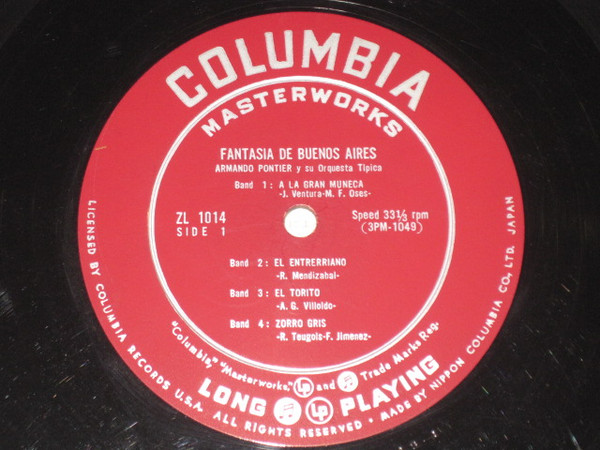 COLUMBIA
MASTERWORKS
FANTASIA DE BUENOS AIRES
ARMANDO PONTIER y su Orquesta Tipica
Band 1 : A LA GRAN MUNECA
-J. Ventura-M. F. Oses-
ZL 1014
SIDE 1
Speed 33⅓ rpm
(3PM-1049)
Band 2 : EL ENTRERRIANO
-R. Mendizabal-
Band 3 : EL TORITO
-A. G. Villoldo-
Band 4 : ZORRO GRIS
-R. Tuugols-F. Jimenez-
"Columbia," "Masterworks," LP and Trade Marks Reg.
LONG LP PLAYING
LICENSED BY COLUMBIA RECORDS U.S.A. ALL RIGHTS RESERVED • MADE BY NIPPON COLUMBIA CO., LTD. JAPAN